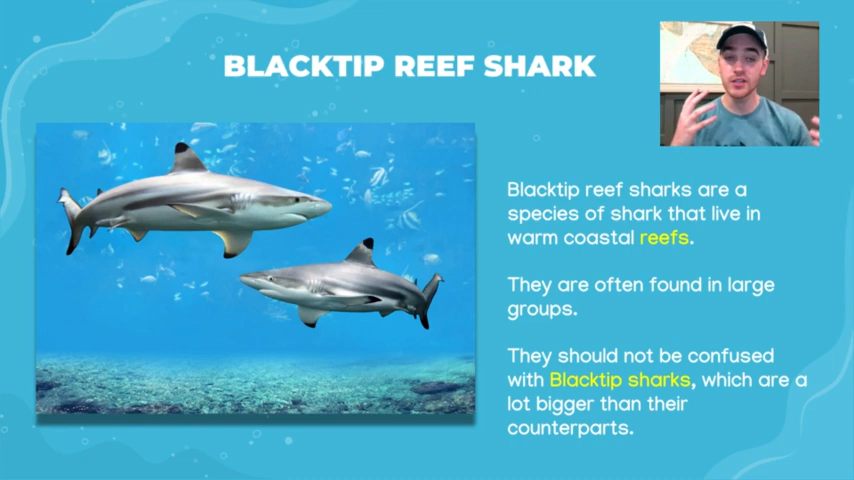 BLACKTIP REEF SHARK
Blacktip reef sharks are a
species of shark that live in
warm coastal reefs.
They are often found in large
groups.
They should not be confused
with Blacktip sharks, which are a
lot bigger than their
counterparts.